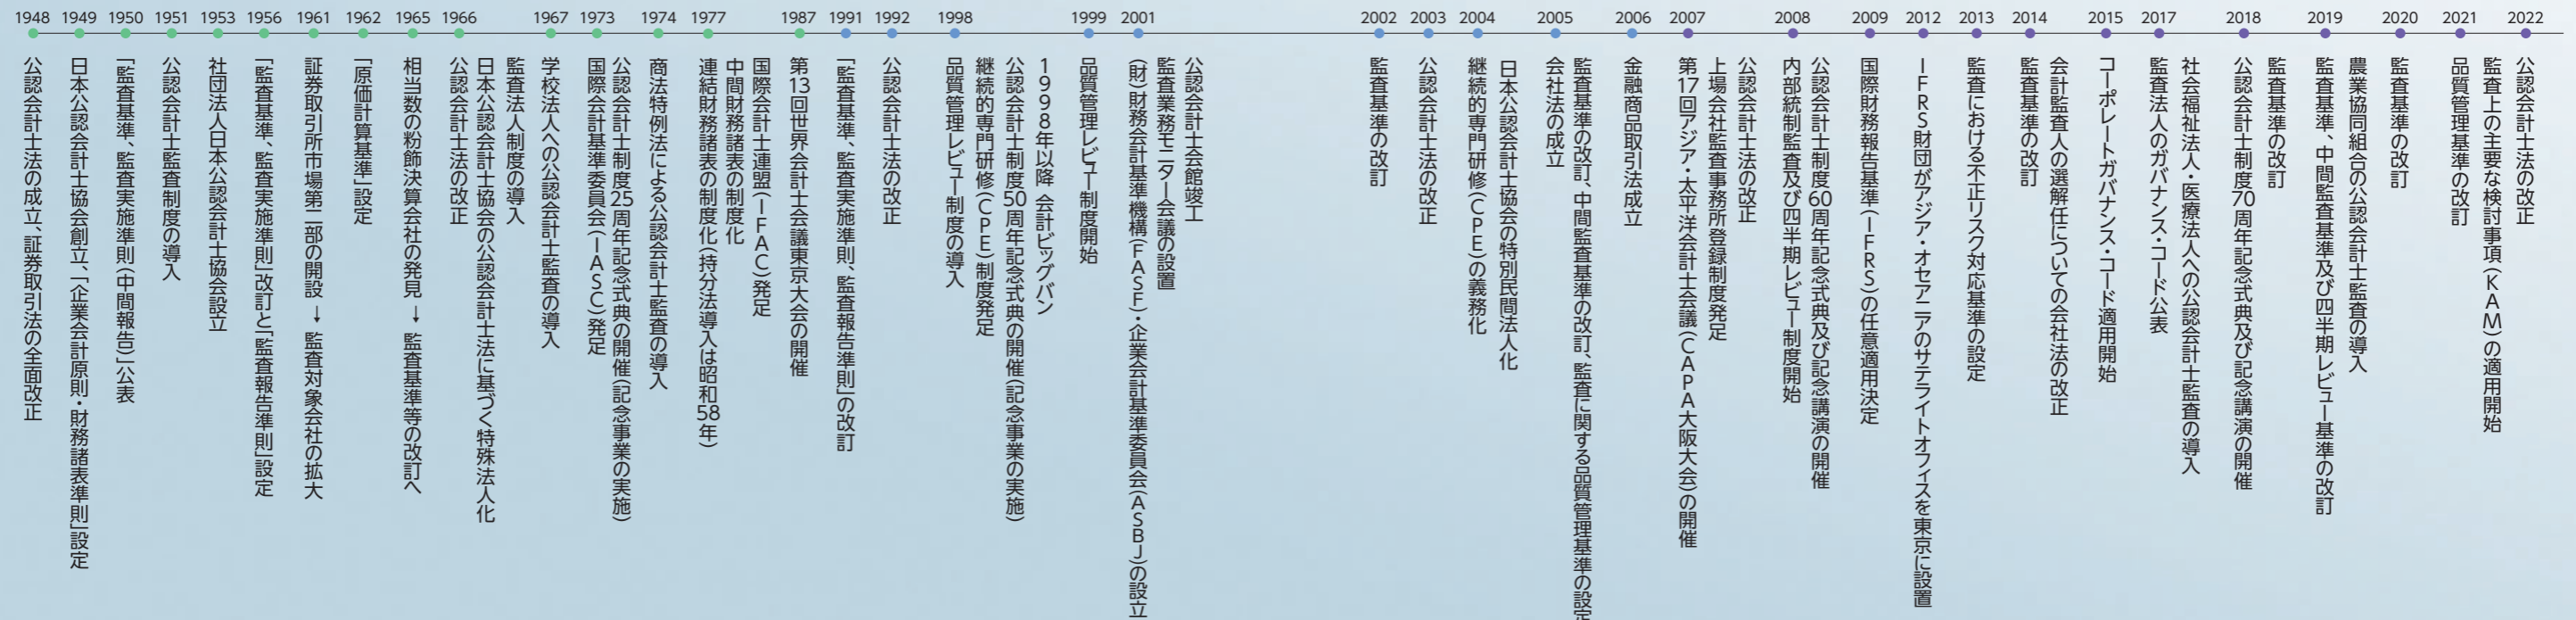 1948
公認会計士法の成立、証券取引法の全面改正
1949
日本公認会計士協会創立、「企業会計原則・財務諸表準則」設定
1950
「監査基準、監査実施準則(中間報告)」公表
1951
公認会計士監査制度の導入
1953
社団法人日本公認会計士協会設立
1956
「監査基準、監査実施準則」改訂と「監査報告準則」設定
1961
証券取引所市場第二部の開設 → 監査対象会社の拡大
1962
「原価計算基準」設定
1965
相当数の粉飾決算会社の発見 → 監査基準等の改訂へ
1966
公認会計士法の改正
日本公認会計士協会の公認会計士法に基づく特殊法人化
監査法人制度の導入
1967
学校法人への公認会計士監査の導入
1973
国際会計基準委員会(IASC)発足
公認会計士制度25周年記念式典の開催(記念事業の実施)
1974
商法特例法による公認会計士監査の導入
1977
連結財務諸表の制度化(持分法導入は昭和58年)
中間財務諸表の制度化
国際会計士連盟(IFAC)発足
1987
第13回世界会計士会議東京大会の開催
1991
「監査基準、監査実施準則、監査報告準則」の改訂
1992
公認会計士法の改正
1998
品質管理レビュー制度の導入
継続的専門研修(CPE)制度発足
公認会計士制度50周年記念式典の開催(記念事業の実施)
1998年以降 会計ビッグバン
1999
品質管理レビュー制度開始
2001
(財)財務会計基準機構(FASF)・企業会計基準委員会(ASBJ)の設立
監査業務モニター会議の設置
公認会計士会館竣工
2002
監査基準の改訂
2003
公認会計士法の改正
2004
継続的専門研修(CPE)の義務化
日本公認会計士協会の特別民間法人化
2005
会社法の成立
監査基準の改訂、中間監査基準の改訂、監査に関する品質管理基準の設定
2006
金融商品取引法成立
2007
第17回アジア・太平洋会計士会議(CAPA大阪大会)の開催
上場会社監査事務所登録制度発足
公認会計士法の改正
2008
内部統制監査及び四半期レビュー制度開始
公認会計士制度60周年記念式典及び記念講演の開催
2009
国際財務報告基準(IFRS)の任意適用決定
2012
IFRS財団がアジア・オセアニアのサテライトオフィスを東京に設置
2013
監査における不正リスク対応基準の設定
2014
監査基準の改訂
会計監査人の選解任についての会社法の改正
2015
コーポレートガバナンス・コード適用開始
2017
監査法人のガバナンス・コード公表
社会福祉法人・医療法人への公認会計士監査の導入
2018
公認会計士制度70周年記念式典及び記念講演の開催
監査基準の改訂
2019
監査基準、中間監査基準及び四半期レビュー基準の改訂
農業協同組合の公認会計士監査の導入
2020
監査基準の改訂
2021
品質管理基準の改訂
監査上の主要な検討事項(KAM)の適用開始
2022
公認会計士法の改正